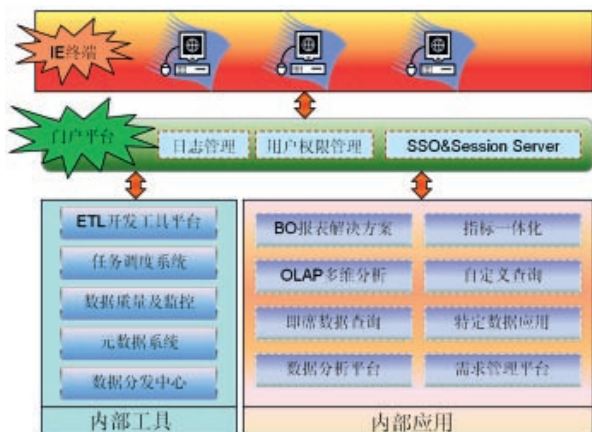 IE终端
门户平台
日志管理
用户权限管理
SSO&Session Server
ETL开发工具平台
任务调度系统
数据质量及监控
元数据系统
数据分发中心
内部工具
BO报表解决方案
指标一体化
OLAP多维分析
自定义查询
即席数据查询
特定数据应用
数据分析平台
需求管理平台
内部应用